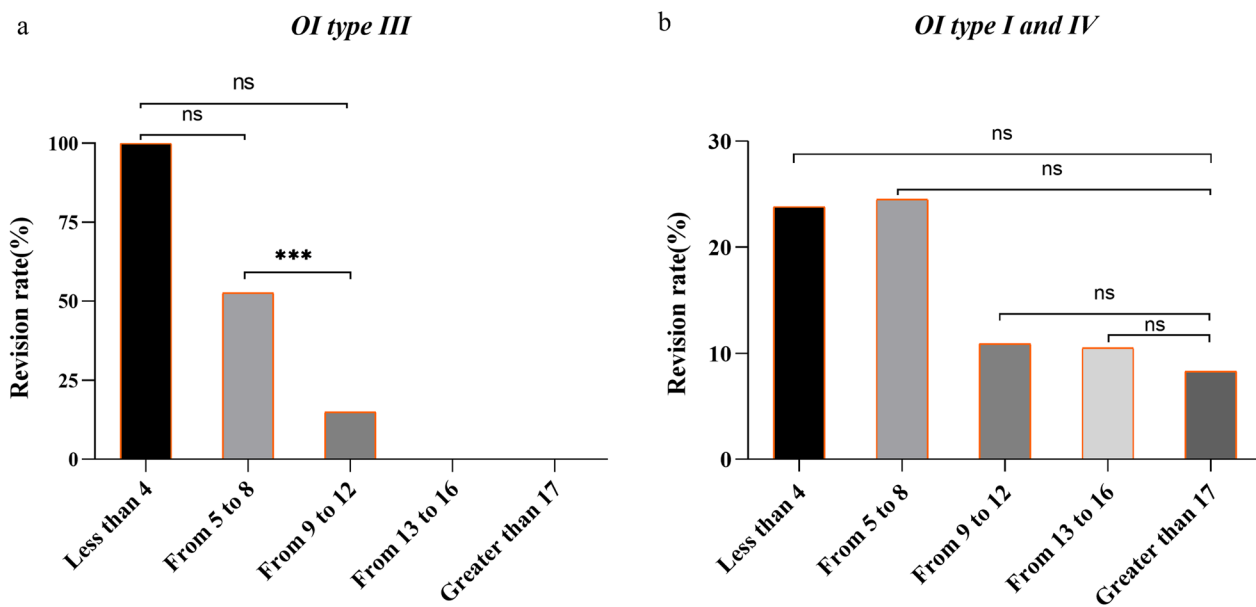 a
OI type III
ns
ns
***
Revision rate(%)
100
75
50
25
0
Less than 4
From 5 to 8
From 9 to 12
From 13 to 16
Greater than 17
b
OI type I and IV
ns
ns
ns
ns
Revision rate(%)
30
20
10
0
Less than 4
From 5 to 8
From 9 to 12
From 13 to 16
Greater than 17